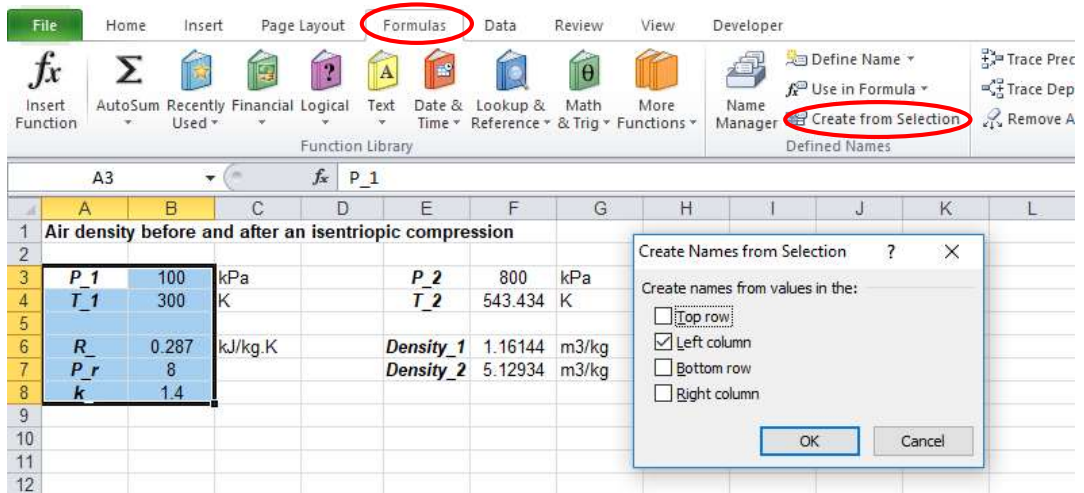 File Home Insert Page Layout Formulas Data Review View Developer
fx Σ ? A θ
Define Name Trace Prec
Use in Formula Trace Dep
Create from Selection Remove A
Insert Function AutoSum Recently Used Financial Logical Text Date & Time Lookup & Reference Math & Trig More Functions Name Manager
Function Library Defined Names
A3 fx P_1
A B C D E F G H I J K L
1 Air density before and after an isentriopic compression
2
3 P_1 100 kPa P_2 800 kPa
4 T_1 300 K T_2 543.434 K
5
6 R_ 0.287 kJ/kg.K Density_1 1.16144 m3/kg
7 P_r 8 Density_2 5.12934 m3/kg
8 k_ 1.4
9
10
11
12
Create Names from Selection ?
Create names from values in the:
Top row
Left column
Bottom row
Right column
OK Cancel